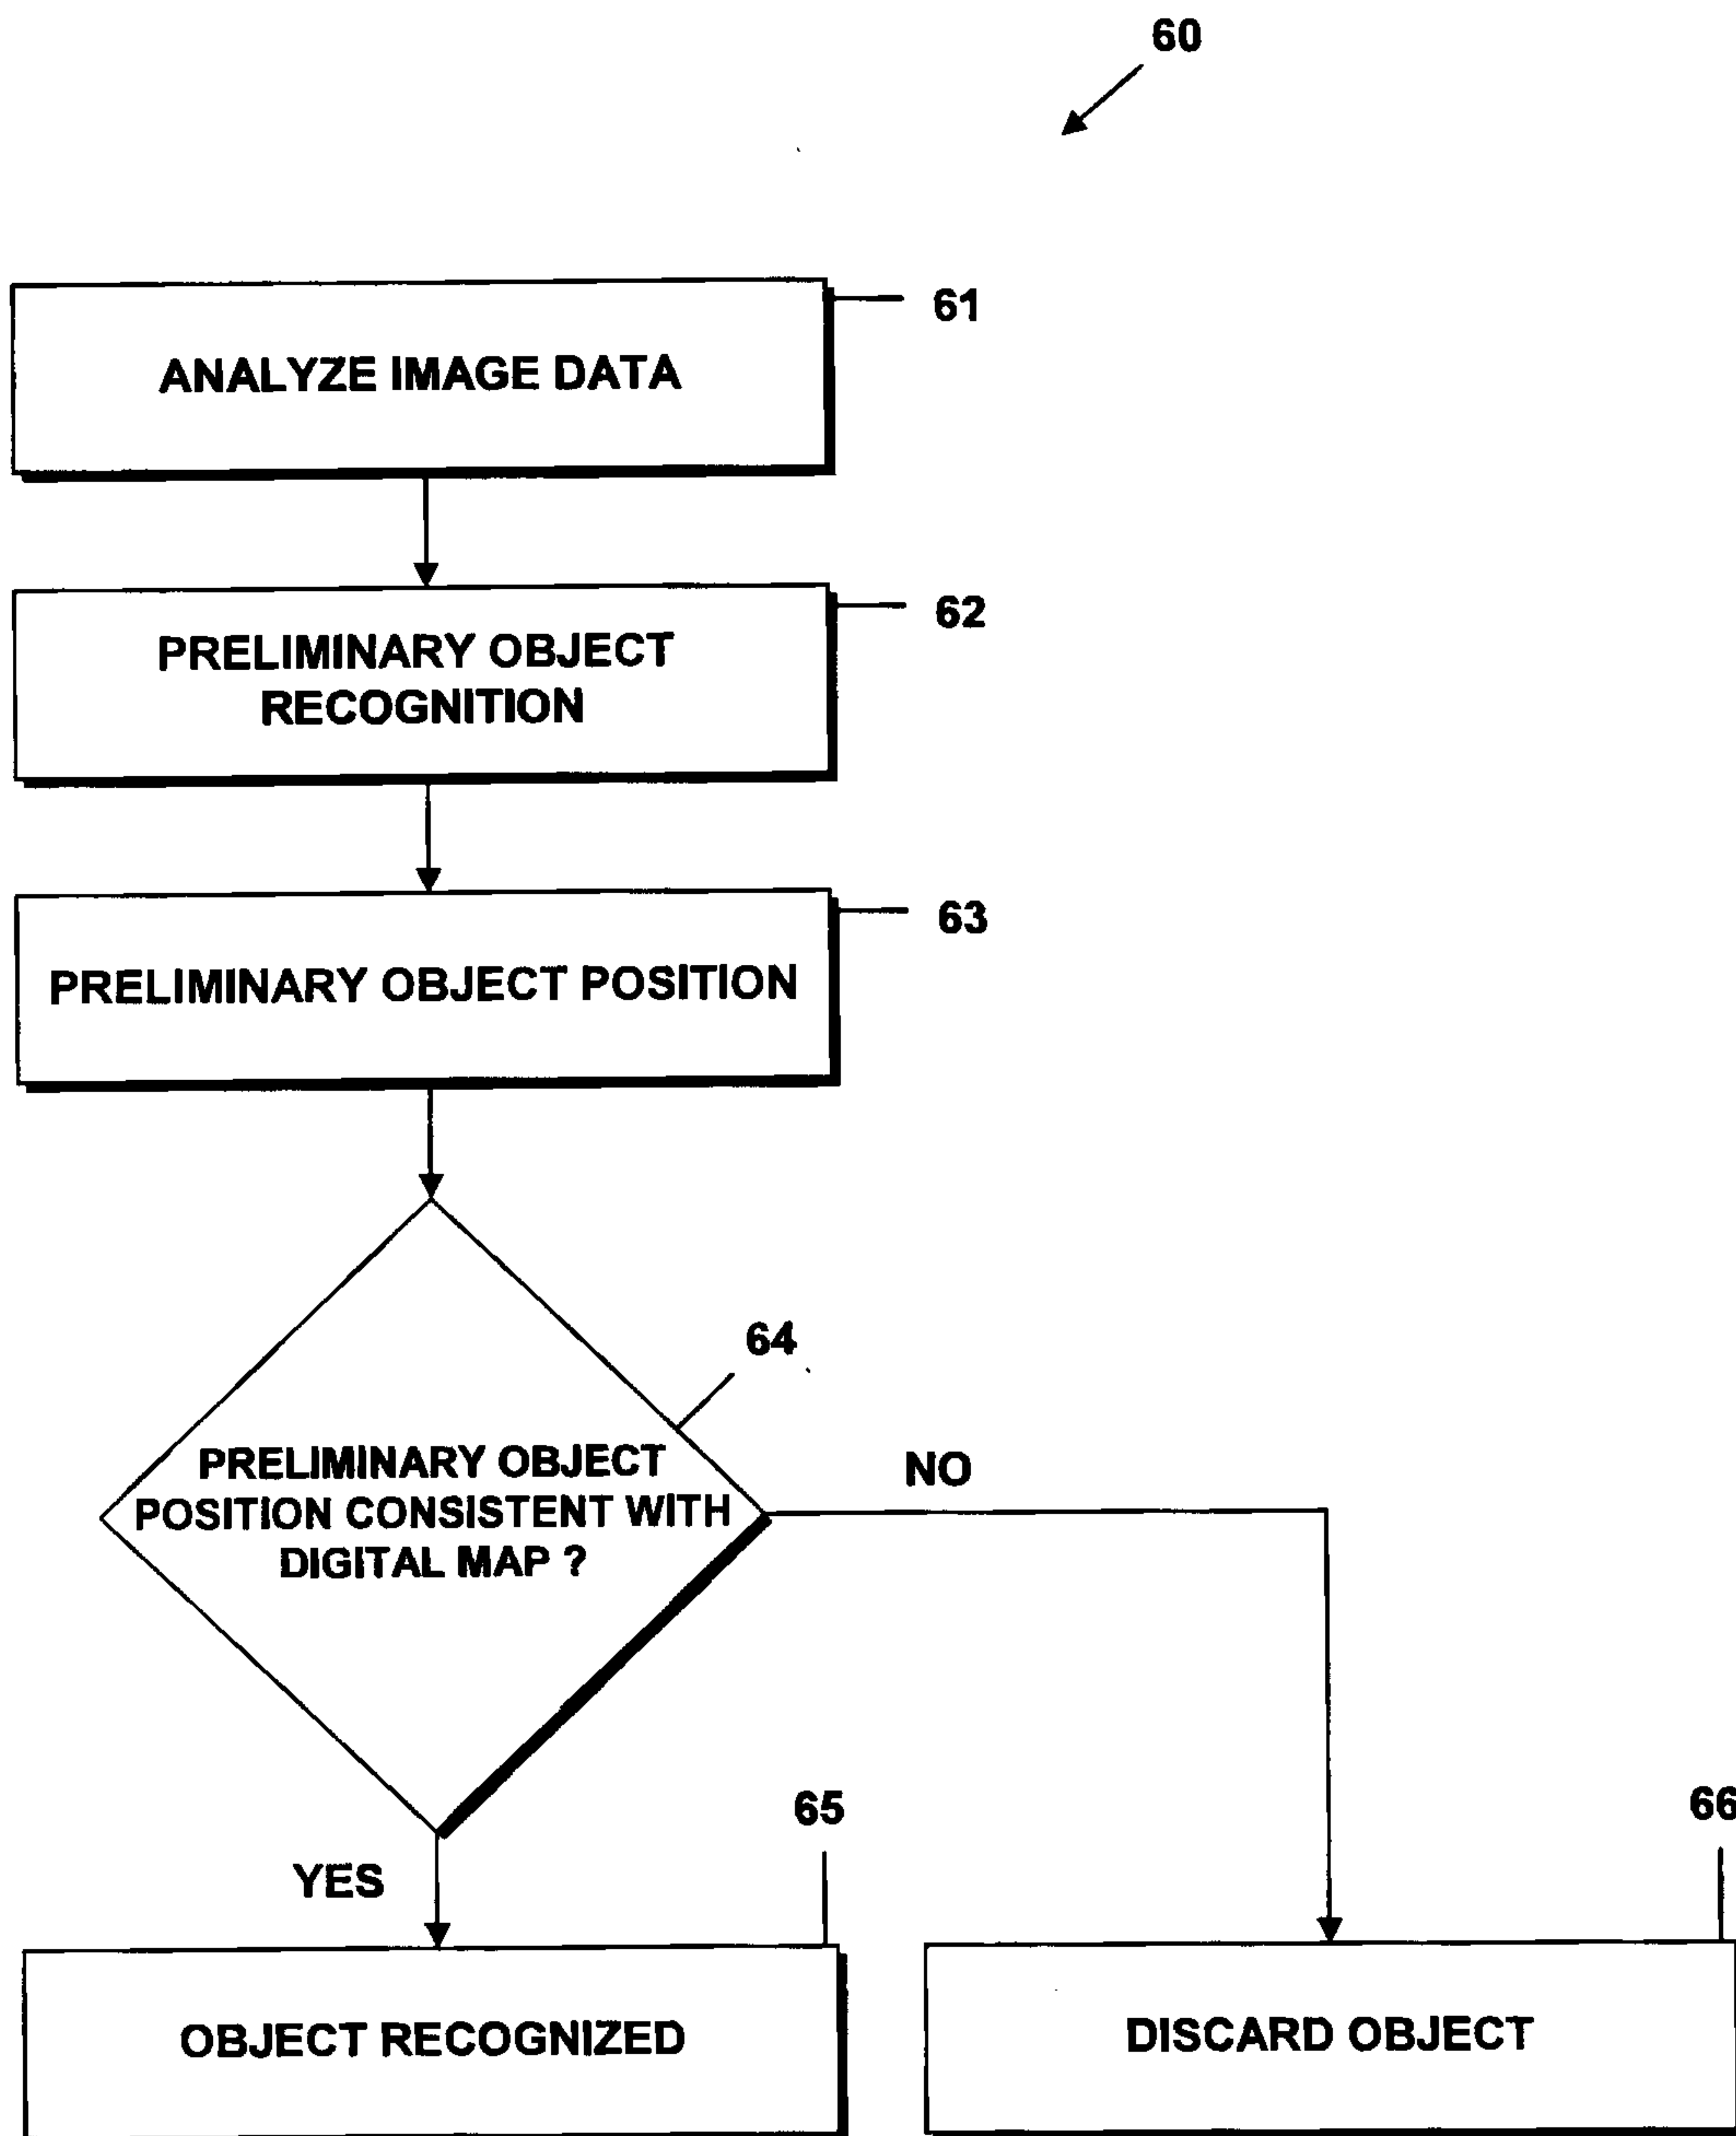 60
61
ANALYZE IMAGE DATA
62
PRELIMINARY OBJECT
RECOGNITION
63
PRELIMINARY OBJECT POSITION
64
PRELIMINARY OBJECT
POSITION CONSISTENT WITH
DIGITAL MAP ?
NO
YES
65
66
OBJECT RECOGNIZED
DISCARD OBJECT